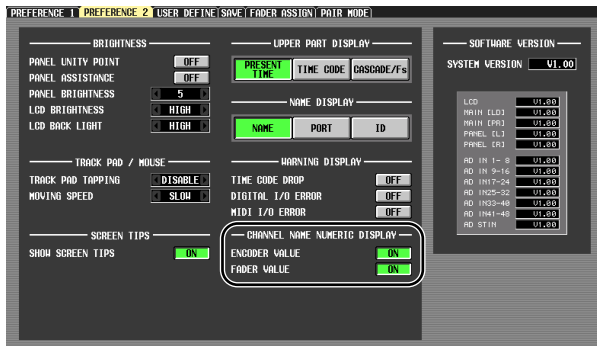 PREFERENCE 1 PREFERENCE 2 USER DEFINE SAVE FADER ASSIGN PAIR MODE
BRIGHTNESS
PANEL UNITY POINT OFF
PANEL ASSISTANCE OFF
PANEL BRIGHTNESS 5
LCD BRIGHTNESS HIGH
LCD BACK LIGHT HIGH
TRACK PAD / MOUSE
TRACK PAD TAPPING DISABLE
MOVING SPEED SLOW
SCREEN TIPS
SHOW SCREEN TIPS ON
UPPER PART DISPLAY
PRESENT TIME TIME CODE CASCADE/Fs
NAME DISPLAY
NAME PORT ID
WARNING DISPLAY
TIME CODE DROP OFF
DIGITAL I/O ERROR OFF
MIDI I/O ERROR OFF
CHANNEL NAME NUMERIC DISPLAY
ENCODER VALUE ON
FADER VALUE ON
SOFTWARE VERSION
SYSTEM VERSION V1.00
LCD V1.00
MAIN [LD] V1.00
MAIN [PR] V1.00
PANEL [L] V1.00
PANEL [R] V1.00
AD IN 1- 8 V1.00
AD IN 9-16 V1.00
AD IN17-24 V1.00
AD IN25-32 V1.00
AD IN33-40 V1.00
AD IN41-48 V1.00
AD STIN V1.00